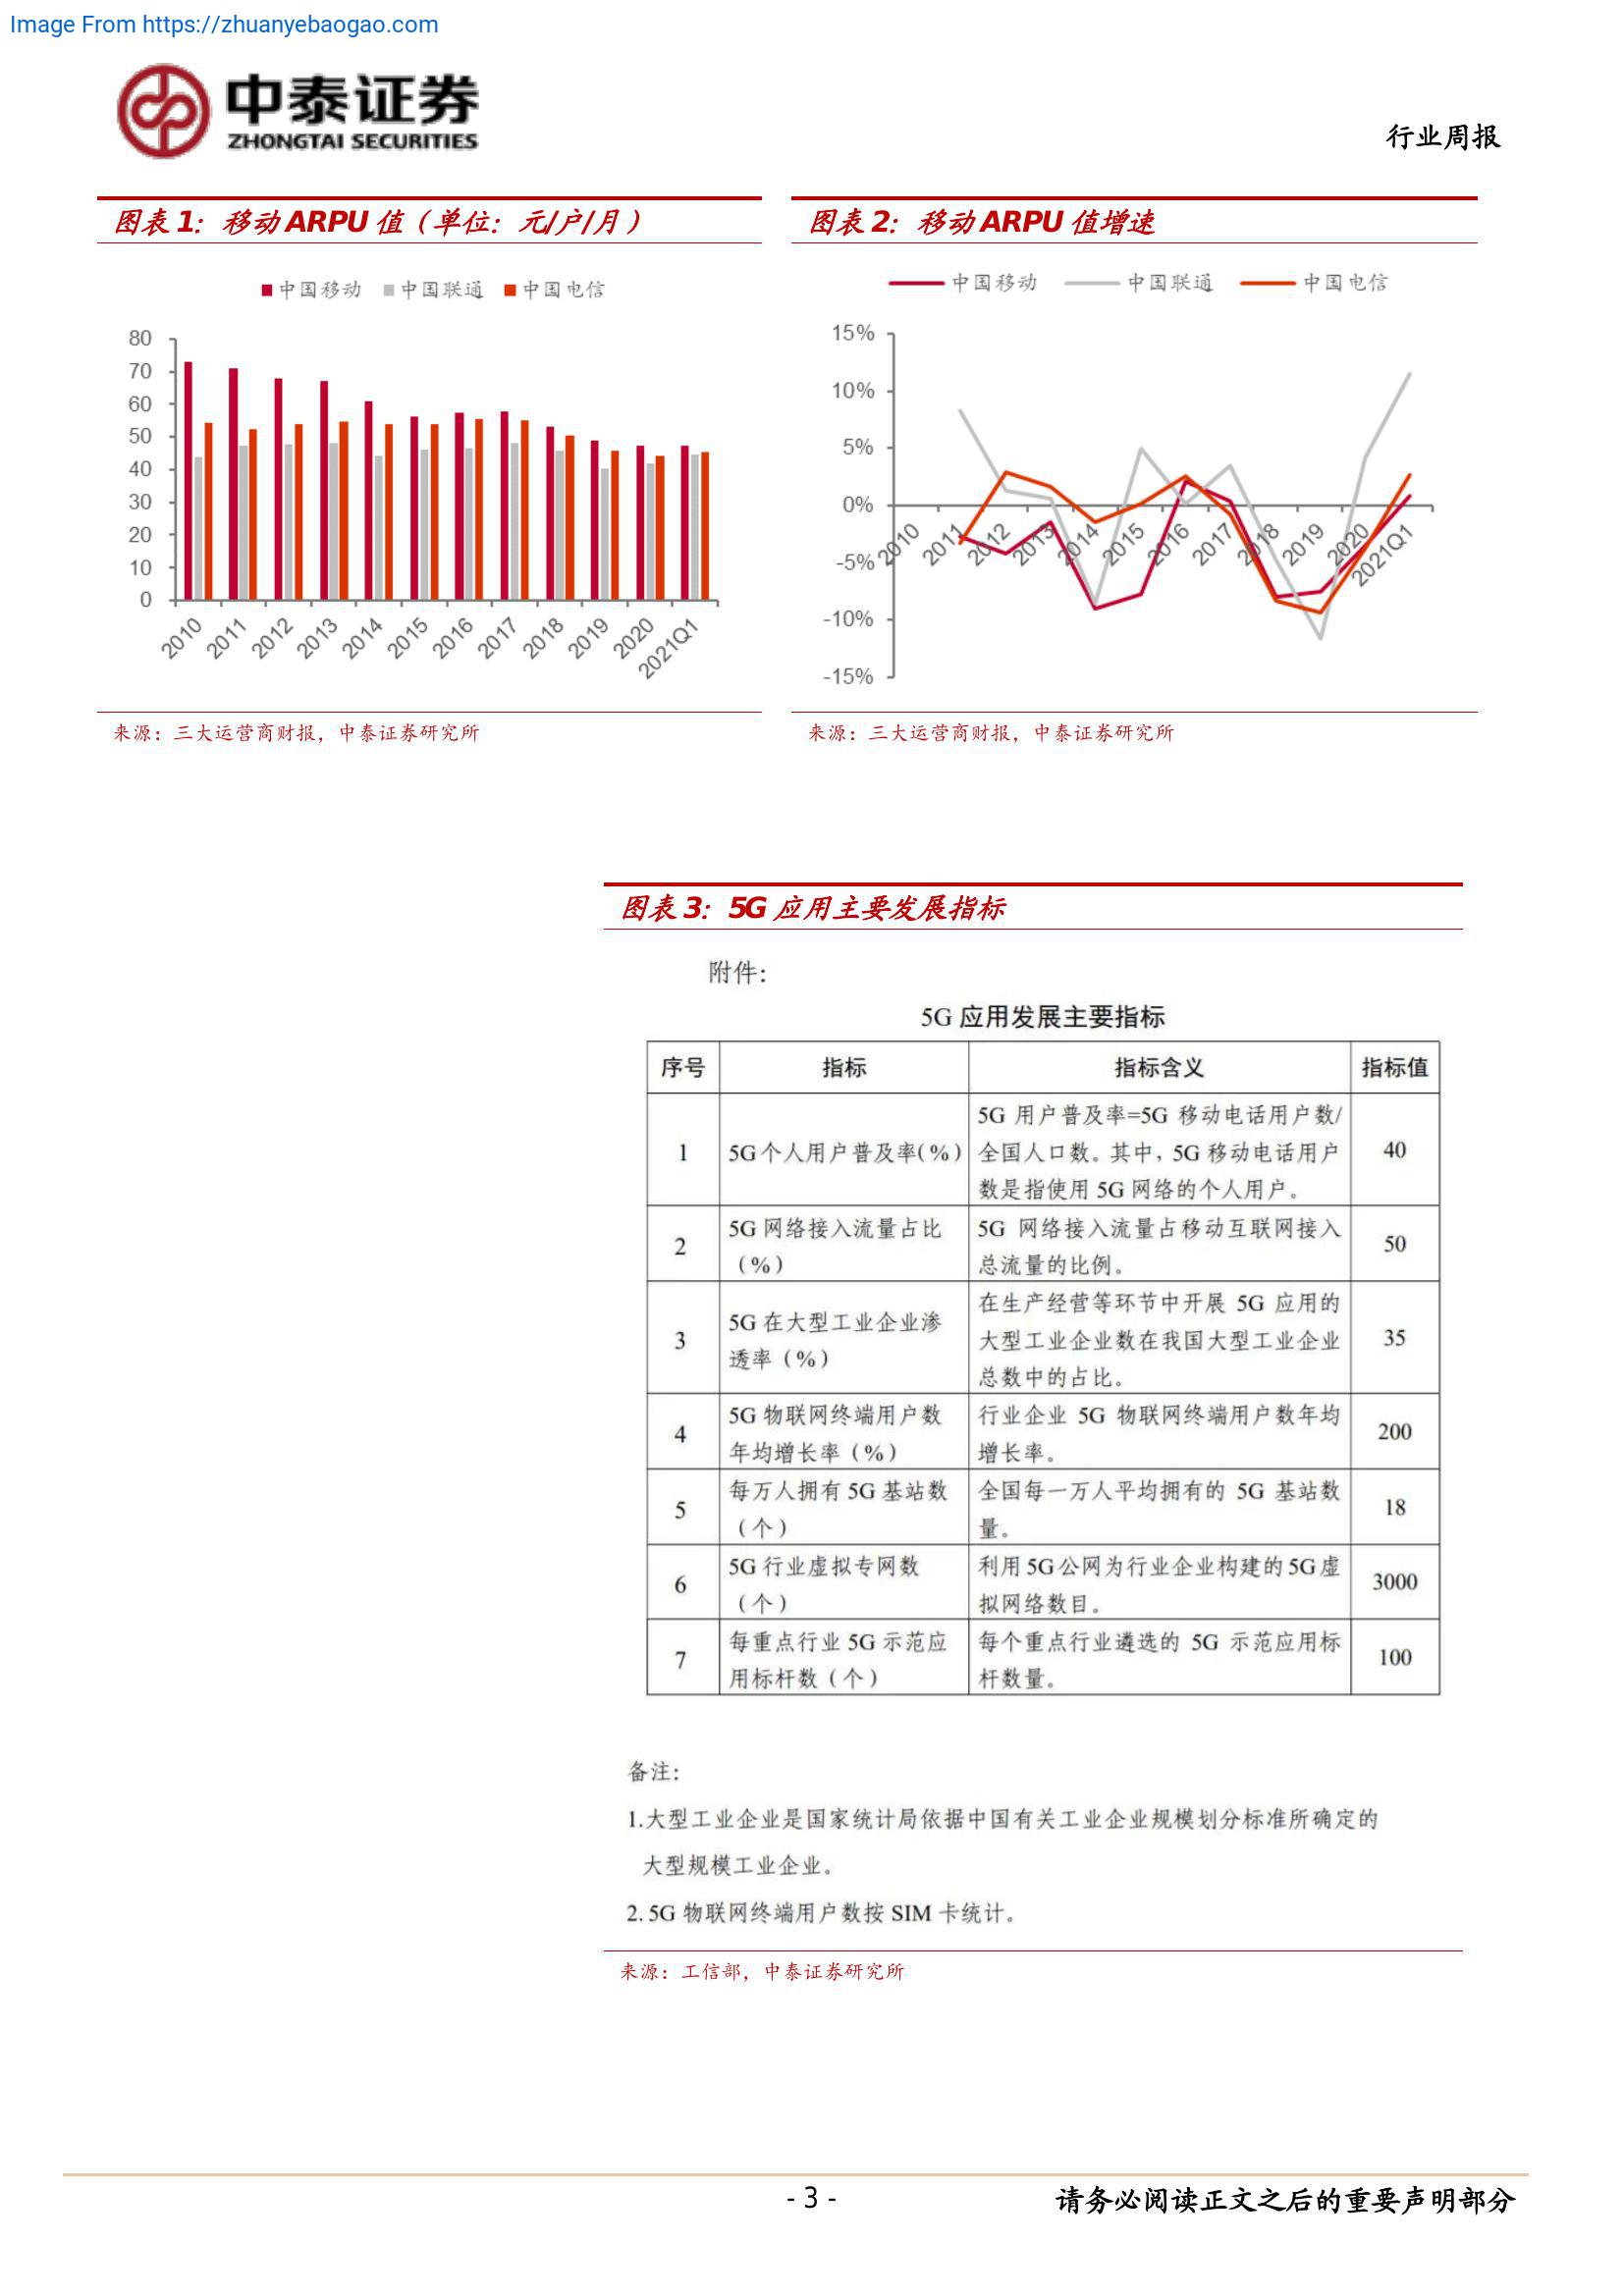 Image From https://zhuanyebaogao.com
中泰证券
ZHONGTAI SECURITIES
行业周报
图表 1：移动 ARPU 值（单位：元/户/月）
中国移动 中国联通 中国电信
80
70
60
50
40
30
20
10
0
2010 2011 2012 2013 2014 2015 2016 2017 2018 2019 2020 2021Q1
来源：三大运营商财报，中泰证券研究所
图表 2：移动 ARPU 值增速
中国移动 中国联通 中国电信
15%
10%
5%
0%
-5%
-10%
-15%
2010 2011 2012 2013 2014 2015 2016 2017 2018 2019 2020 2021Q1
来源：三大运营商财报，中泰证券研究所
图表 3：5G 应用主要发展指标
附件：
5G 应用发展主要指标
序号 指标 指标含义 指标值
1 5G个人用户普及率(%)
5G 用户普及率=5G 移动电话用户数/
全国人口数。其中，5G 移动电话用户
数是指使用 5G 网络的个人用户。
40
2
5G 网络接入流量占比
（%）
5G 网络接入流量占移动互联网接入
总流量的比例。
50
3
5G 在大型工业企业渗
透率（%）
在生产经营等环节中开展 5G 应用的
大型工业企业数在我国大型工业企业
总数中的占比。
35
4
5G 物联网终端用户数
年均增长率（%）
行业企业 5G 物联网终端用户数年均
增长率。
200
5
每万人拥有 5G 基站数
（个）
全国每一万人平均拥有的 5G 基站数
量。
18
6
5G 行业虚拟专网数
（个）
利用5G公网为行业企业构建的5G虚
拟网络数目。
3000
7
每重点行业 5G 示范应
用标杆数（个）
每个重点行业遴选的 5G 示范应用标
杆数量。
100
备注：
1.大型工业企业是国家统计局依据中国有关工业企业规模划分标准所确定的
大型规模工业企业。
2. 5G 物联网终端用户数按 SIM 卡统计。
来源：工信部，中泰证券研究所
- 3 -
请务必阅读正文之后的重要声明部分